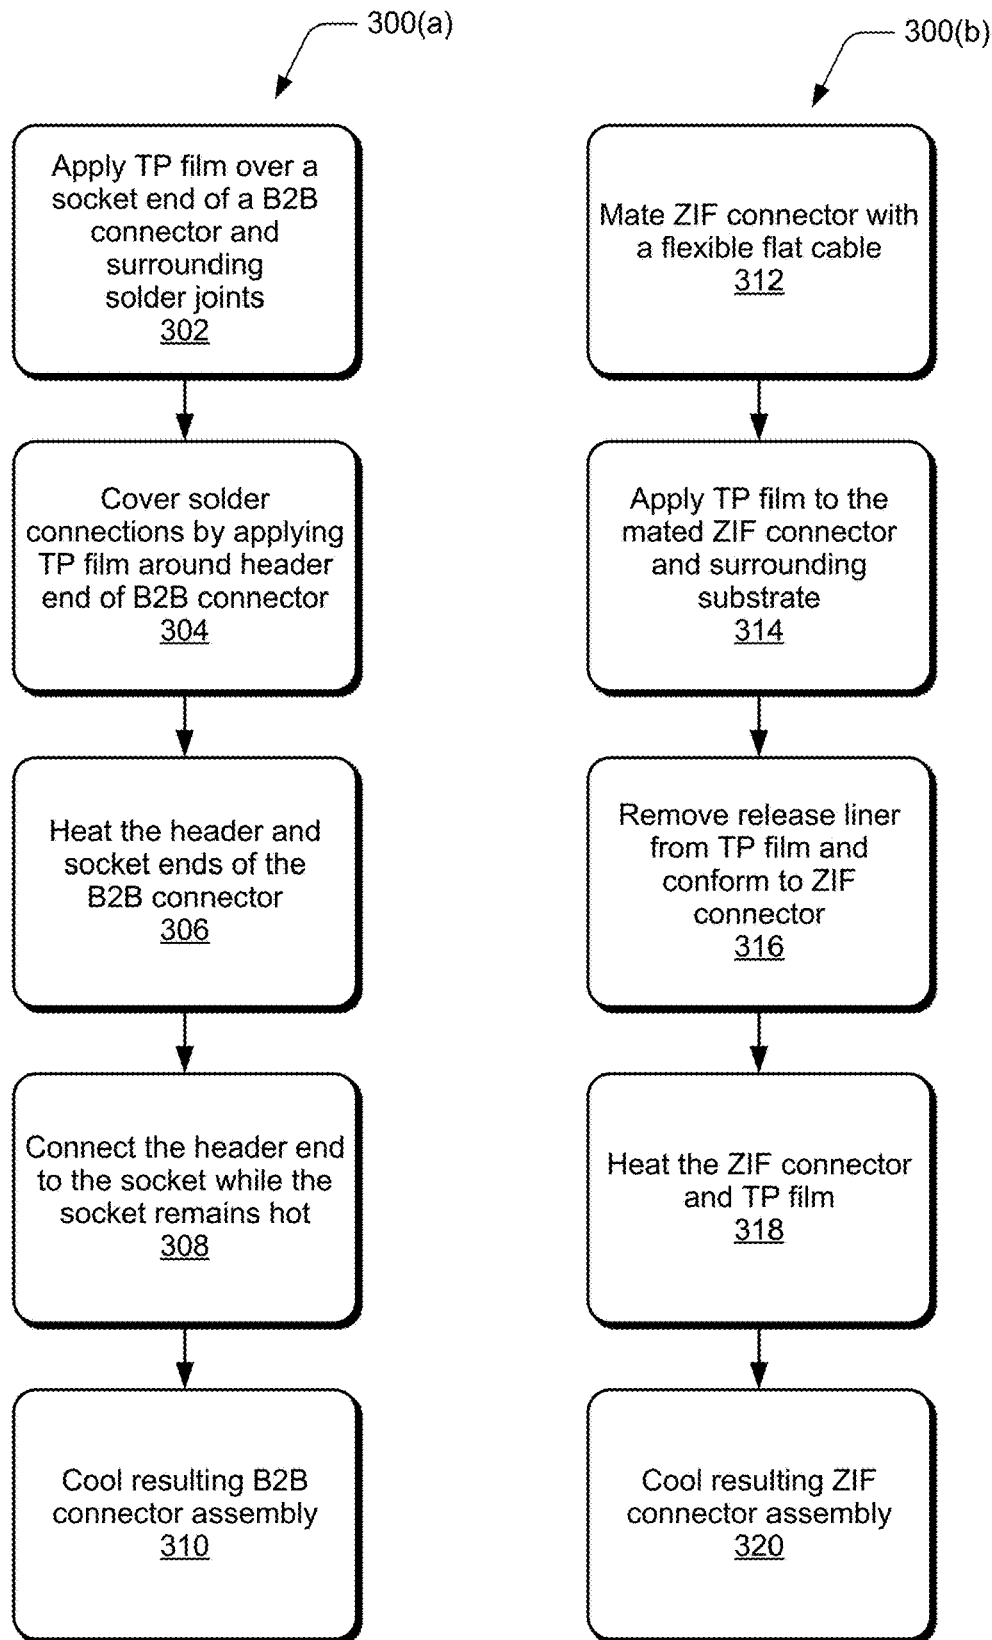 300(a)
Apply TP film over a
socket end of a B2B
connector and
surrounding
solder joints
302
Cover solder
connections by applying
TP film around header
end of B2B connector
304
Heat the header and
socket ends of the
B2B connector
306
Connect the header end
to the socket while the
socket remains hot
308
Cool resulting B2B
connector assembly
310
300(b)
Mate ZIF connector with
a flexible flat cable
312
Apply TP film to the
mated ZIF connector
and surrounding
substrate
314
Remove release liner
from TP film and
conform to ZIF
connector
316
Heat the ZIF connector
and TP film
318
Cool resulting ZIF
connector assembly
320